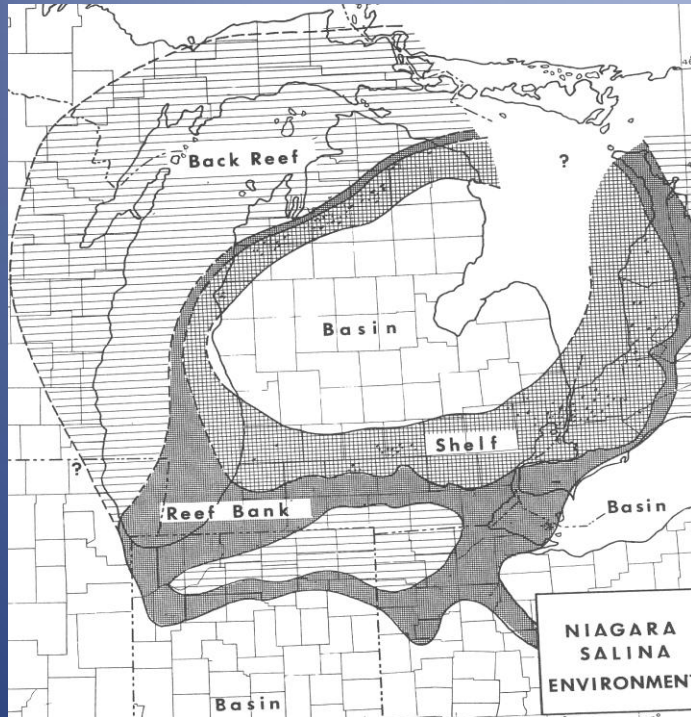 ?
Back Reef
Basin
Shelf
?
Reef Bank
Basin
NIAGARA
SALINA
ENVIRONMENT
Basin